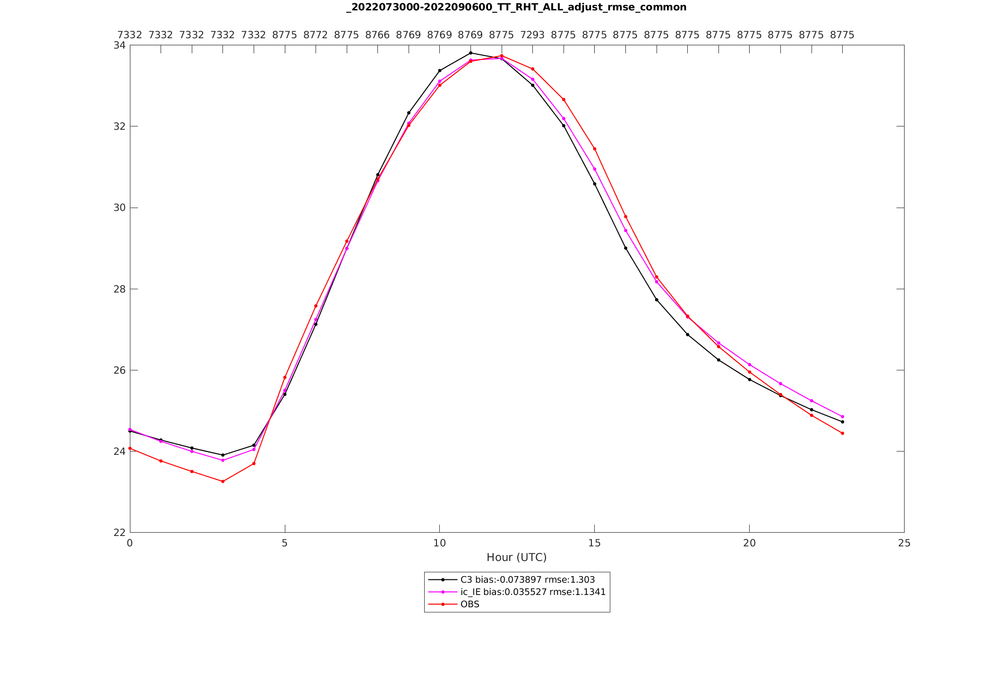 _2022073000-2022090600_TT_RHT_ALL_adjust_rmse_common
7332 7332 7332 7332 7332 8775 8772 8775 8766 8769 8769 8769 8775 7293 8775 8775 8775 8775 8775 8775 8775 8775 8775 8775
34
32
30
28
26
24
22
0 5 10 15 20 25
Hour (UTC)
C3 bias:-0.073897 rmse:1.303
ic_IE bias:0.035527 rmse:1.1341
OBS